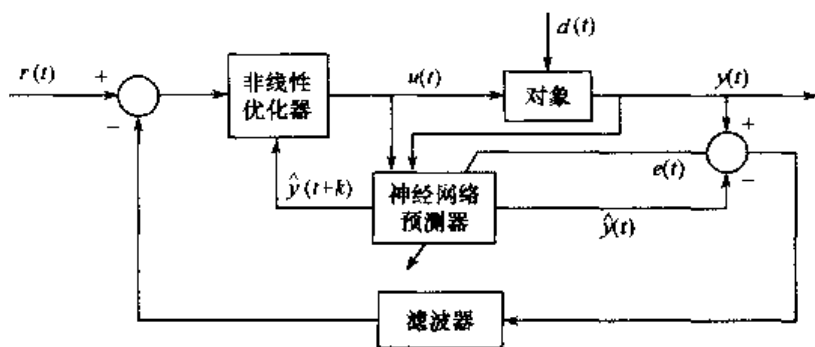 d(t)
r(t)
+
−
非线性
优化器
u(t)
对象
y(t)
+
−
e(t)
ŷ(t+k)
神经网络
预测器
ŷ(t)
滤波器